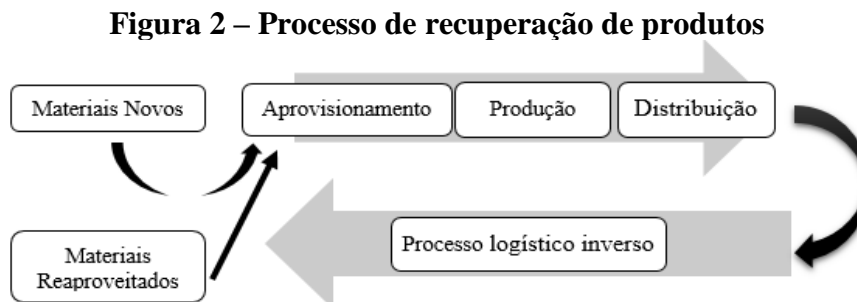 Figura 2 – Processo de recuperação de produtos
Materiais Novos
Aprovisionamento
Produção
Distribuição
Processo logístico inverso
Materiais
Reaproveitados